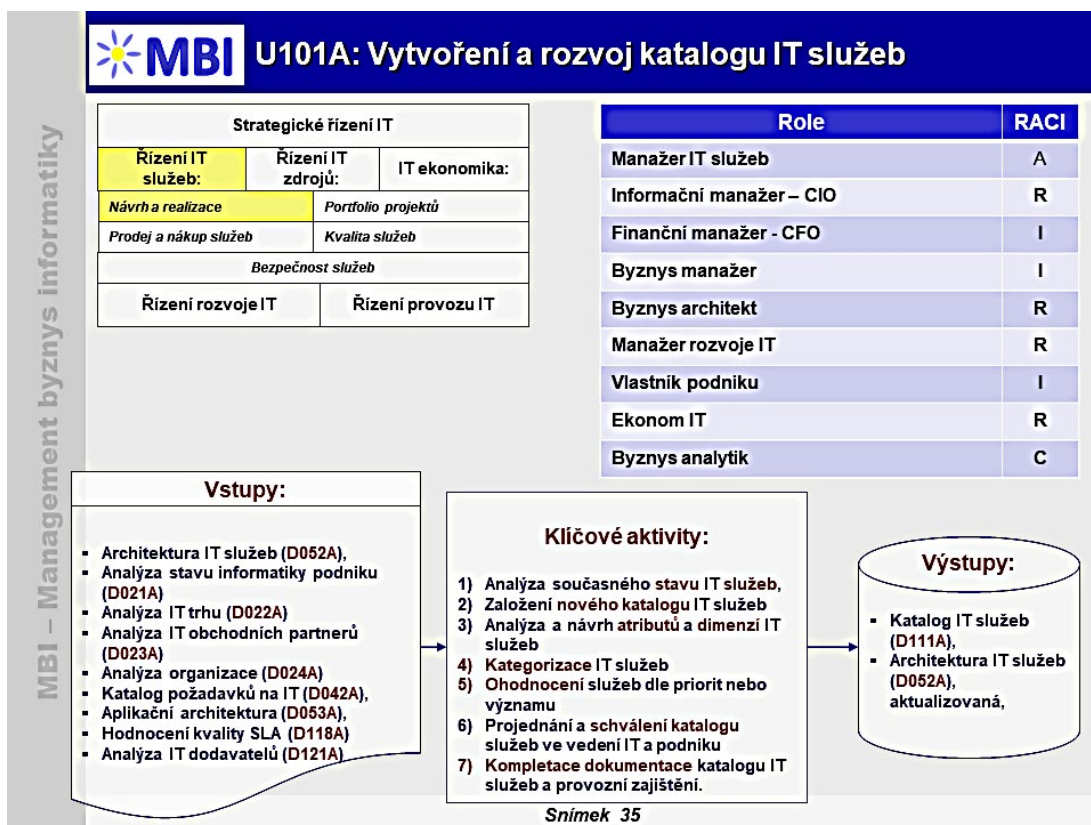 MBI
U101A: Vytvoření a rozvoj katalogu IT služeb
MBI – Management byznys informatiky
Strategické řízení IT
Řízení IT
služeb:
Řízení IT
zdrojů:
IT ekonomika:
Návrh a realizace
Portfolio projektů
Prodej a nákup služeb
Kvalita služeb
Bezpečnost služeb
Řízení rozvoje IT
Řízení provozu IT
Role RACI
Manažer IT služeb A
Informační manažer – CIO R
Finanční manažer - CFO I
Byznys manažer I
Byznys architekt R
Manažer rozvoje IT R
Vlastník podniku I
Ekonom IT R
Byznys analytik C
Vstupy:
▪ Architektura IT služeb (D052A),
▪ Analýza stavu informatiky podniku
(D021A)
▪ Analýza IT trhu (D022A)
▪ Analýza IT obchodních partnerů
(D023A)
▪ Analýza organizace (D024A)
▪ Katalog požadavků na IT (D042A),
▪ Aplikační architektura (D053A),
▪ Hodnocení kvality SLA (D118A)
▪ Analýza IT dodavatelů (D121A)
Klíčové aktivity:
1) Analýza současného stavu IT služeb,
2) Založení nového katalogu IT služeb
3) Analýza a návrh atributů a dimenzí IT
služeb
4) Kategorizace IT služeb
5) Ohodnocení služeb dle priorit nebo
významu
6) Projednání a schválení katalogu
služeb ve vedení IT a podniku
7) Kompletace dokumentace katalogu IT
služeb a provozní zajištění.
Výstupy:
▪ Katalog IT služeb
(D111A),
▪ Architektura IT služeb
(D052A),
aktualizovaná,
Snímek 35